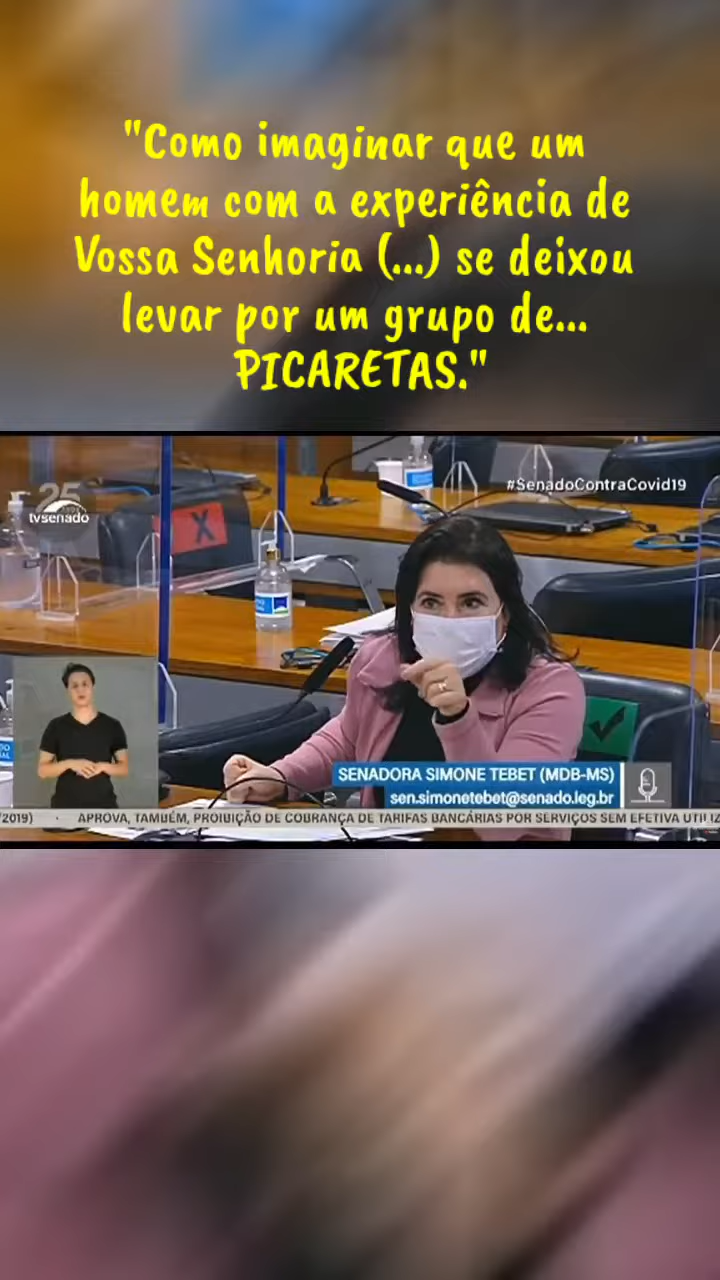 "Como imaginar que um
homem com a experiência de
Vossa Senhoria (...) se deixou
levar por um grupo de...
PICARETAS."
25
tvsenado
#SenadoContraCovid19
X
SENADORA SIMONE TEBET (MDB-MS)
sen.simonetebet@senado.leg.br
/2019) · APROVA, TAMBÉM, PROIBIÇÃO DE COBRANÇA DE TARIFAS BANCÁRIAS POR SERVIÇOS SEM EFETIVA UTILIZ